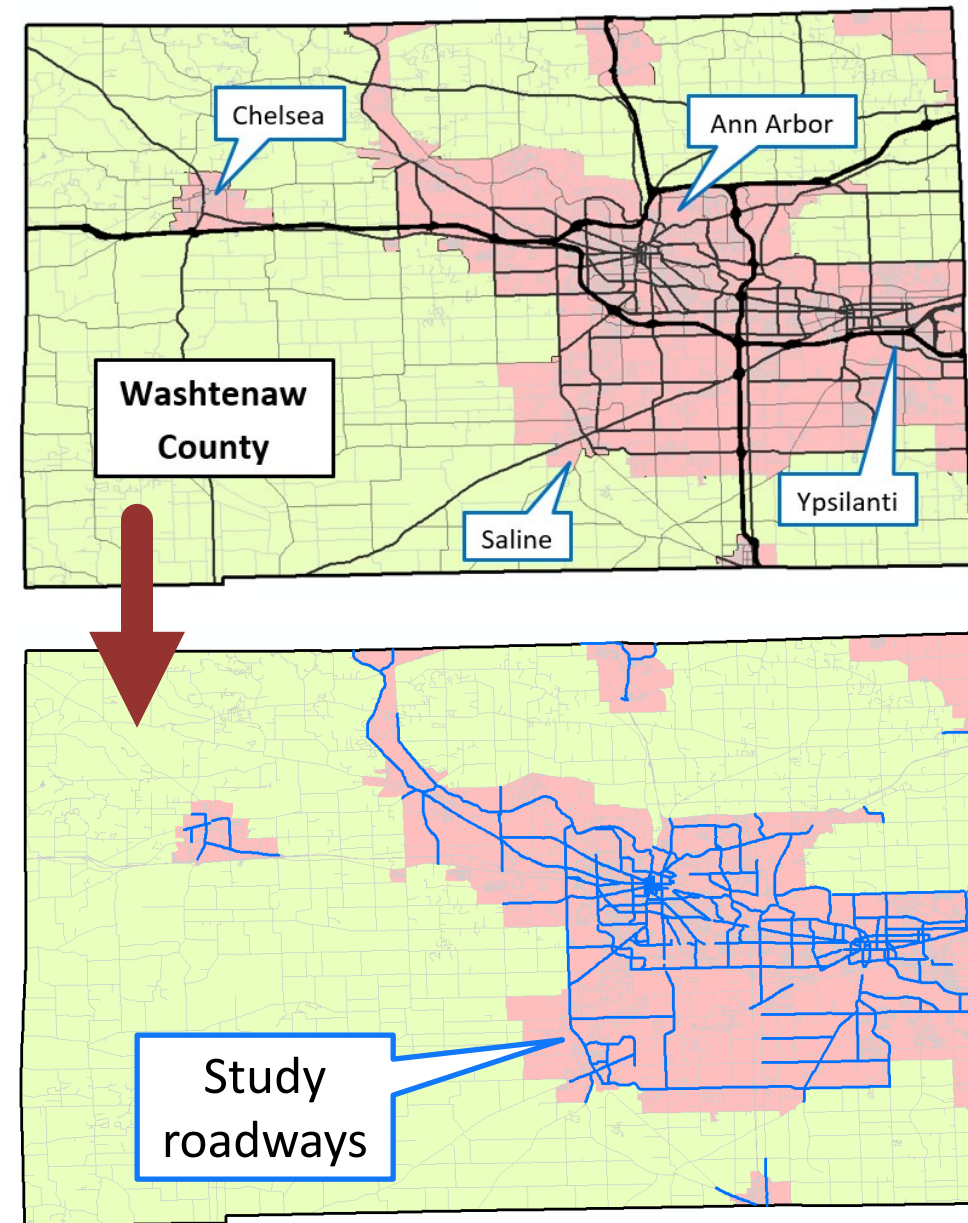 Chelsea
Ann Arbor
Washtenaw
County
Saline
Ypsilanti
Study
roadways